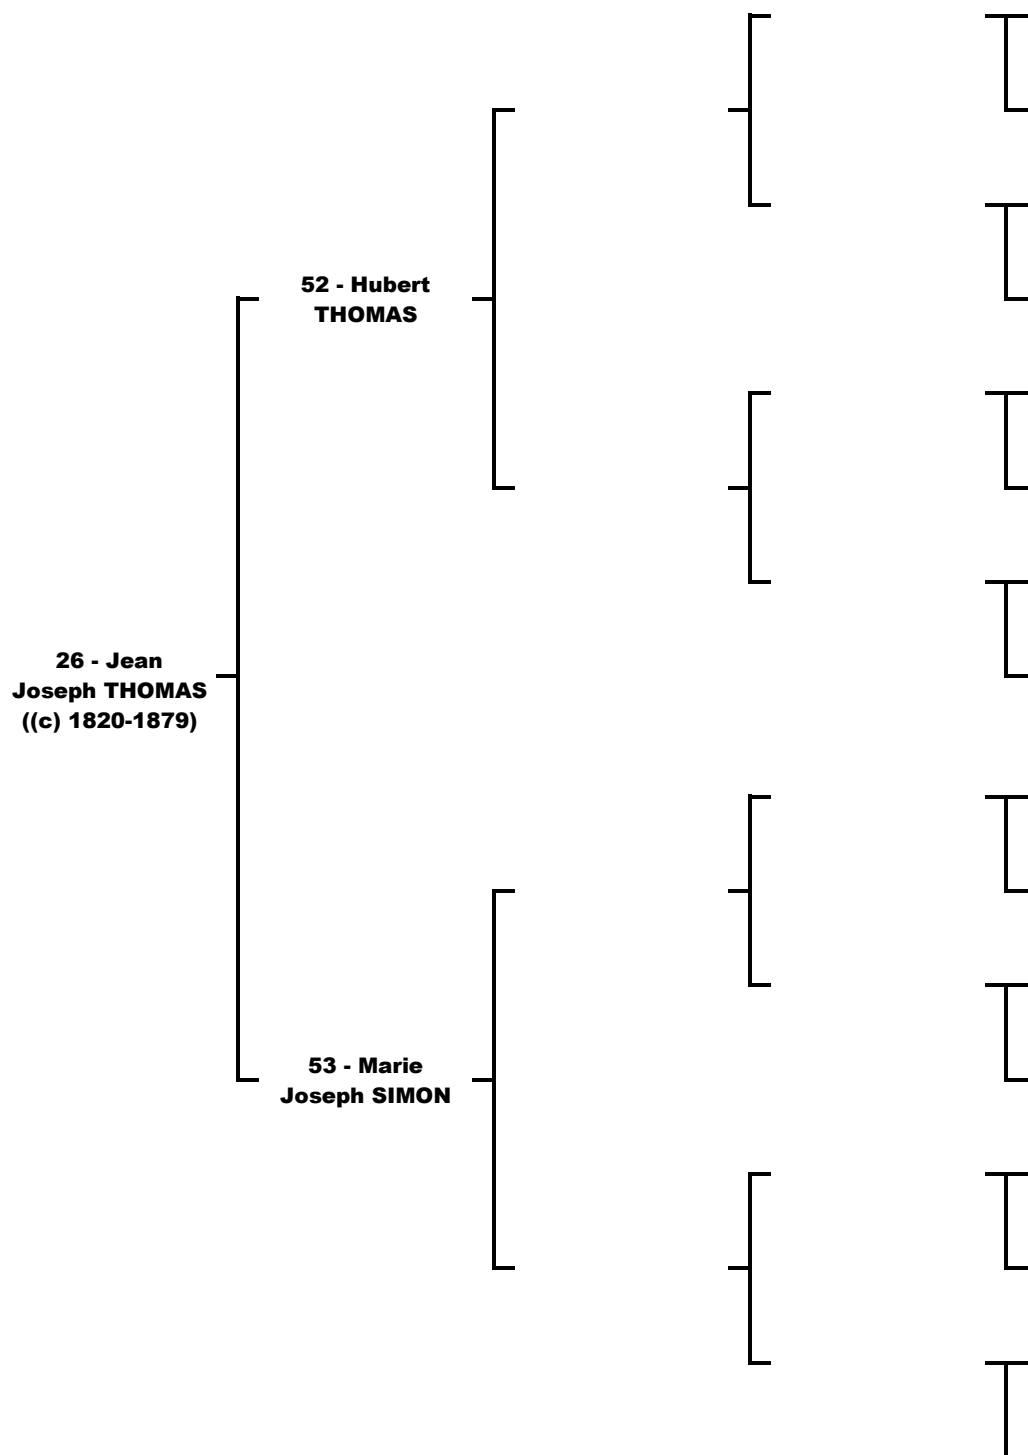 52 - Hubert
THOMAS
26 - Jean
Joseph THOMAS
((c) 1820-1879)
53 - Marie
Joseph SIMON